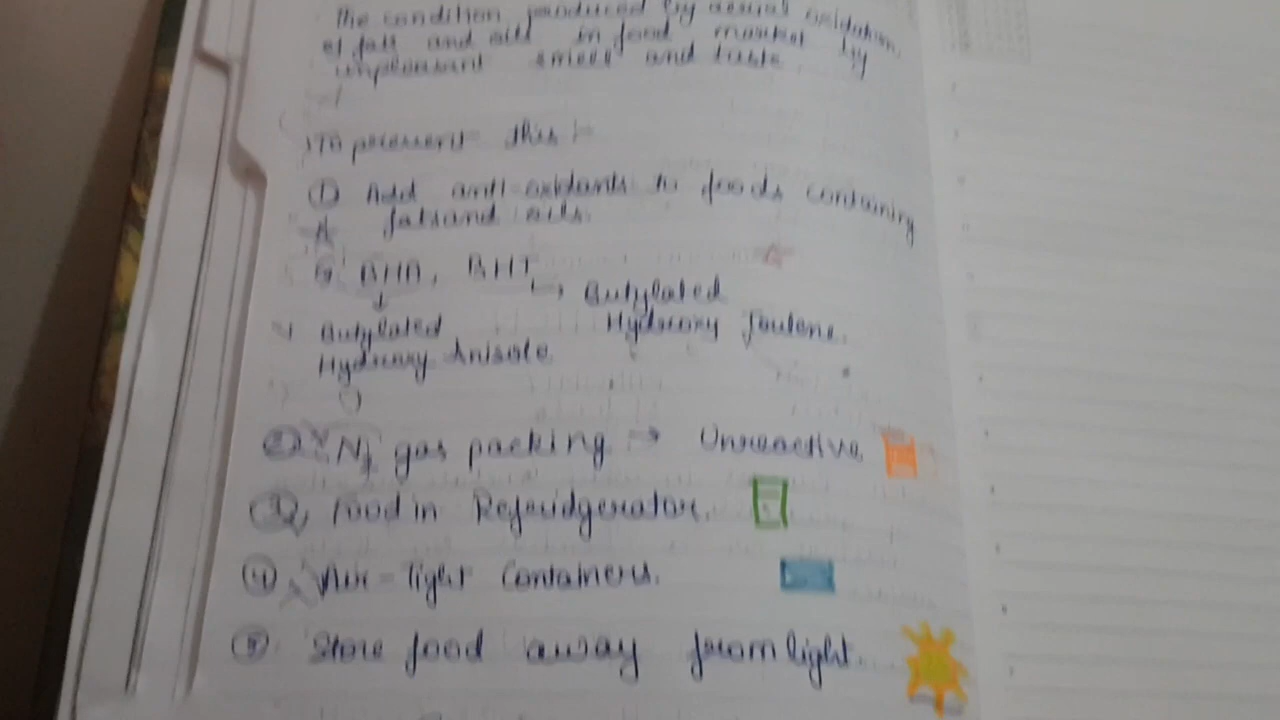 The condition produced by aerial oxidation
of fats and oils in food marked by
unpleasant smell and taste.
To prevent this :-
① Add anti-oxidants to foods containing
fats and oils.
BHA, BHT
→ Butylated
↓
Butylated Hydroxy Toulene.
Hydroxy Anisole
② N2 gas packing → Unreactive
③ Food in Refridgerator.
④ Air-Tight Containers.
⑤ Store food away from light.